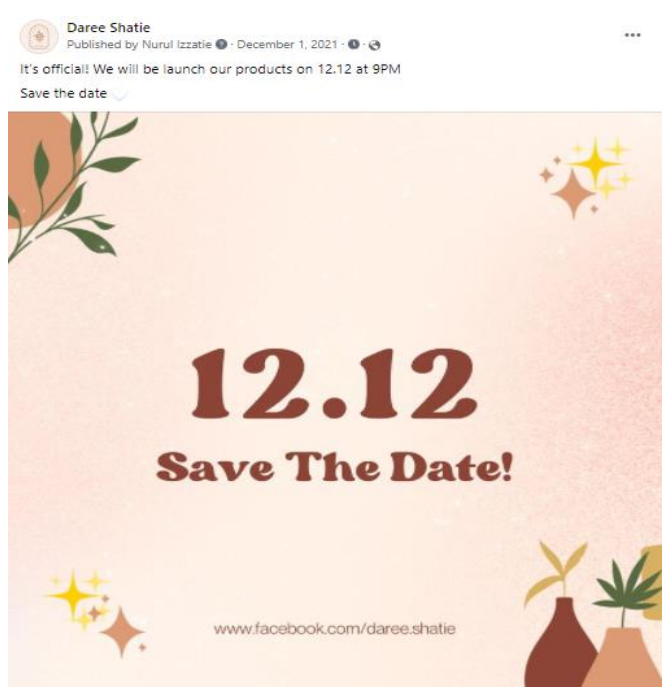 Daree Shatie
Published by Nurul Izzatie · December 1, 2021 ·
It's official! We will be launch our products on 12.12 at 9PM
Save the date
12.12
Save The Date!
www.facebook.com/daree.shatie